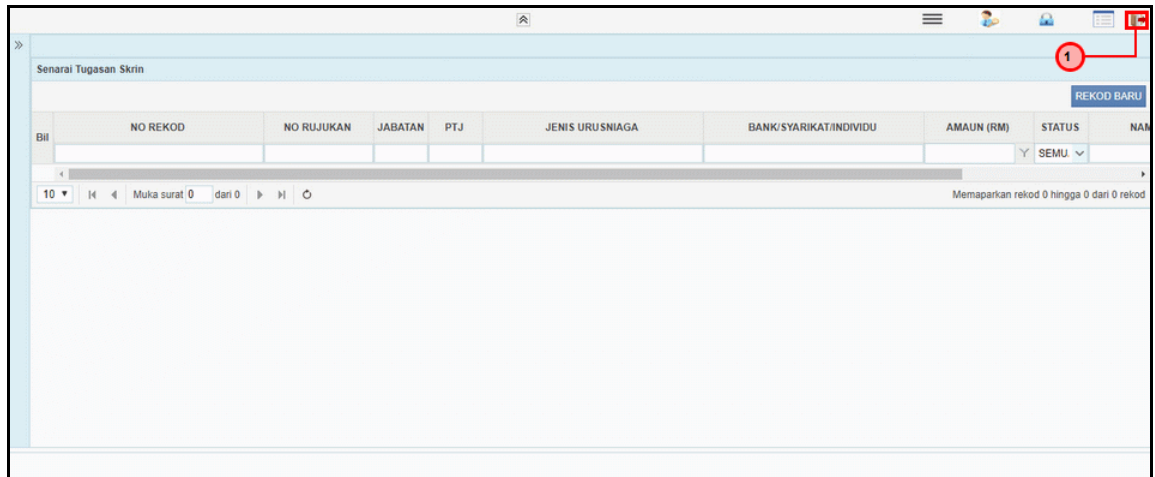 1
Senarai Tugasan Skrin
REKOD BARU
Bil NO REKOD NO RUJUKAN JABATAN PTJ JENIS URUSNIAGA BANK/SYARIKAT/INDIVIDU AMAUN (RM) STATUS NAM
SEMU
10 Muka surat 0 dari 0 Memaparkan rekod 0 hingga 0 dari 0 rekod